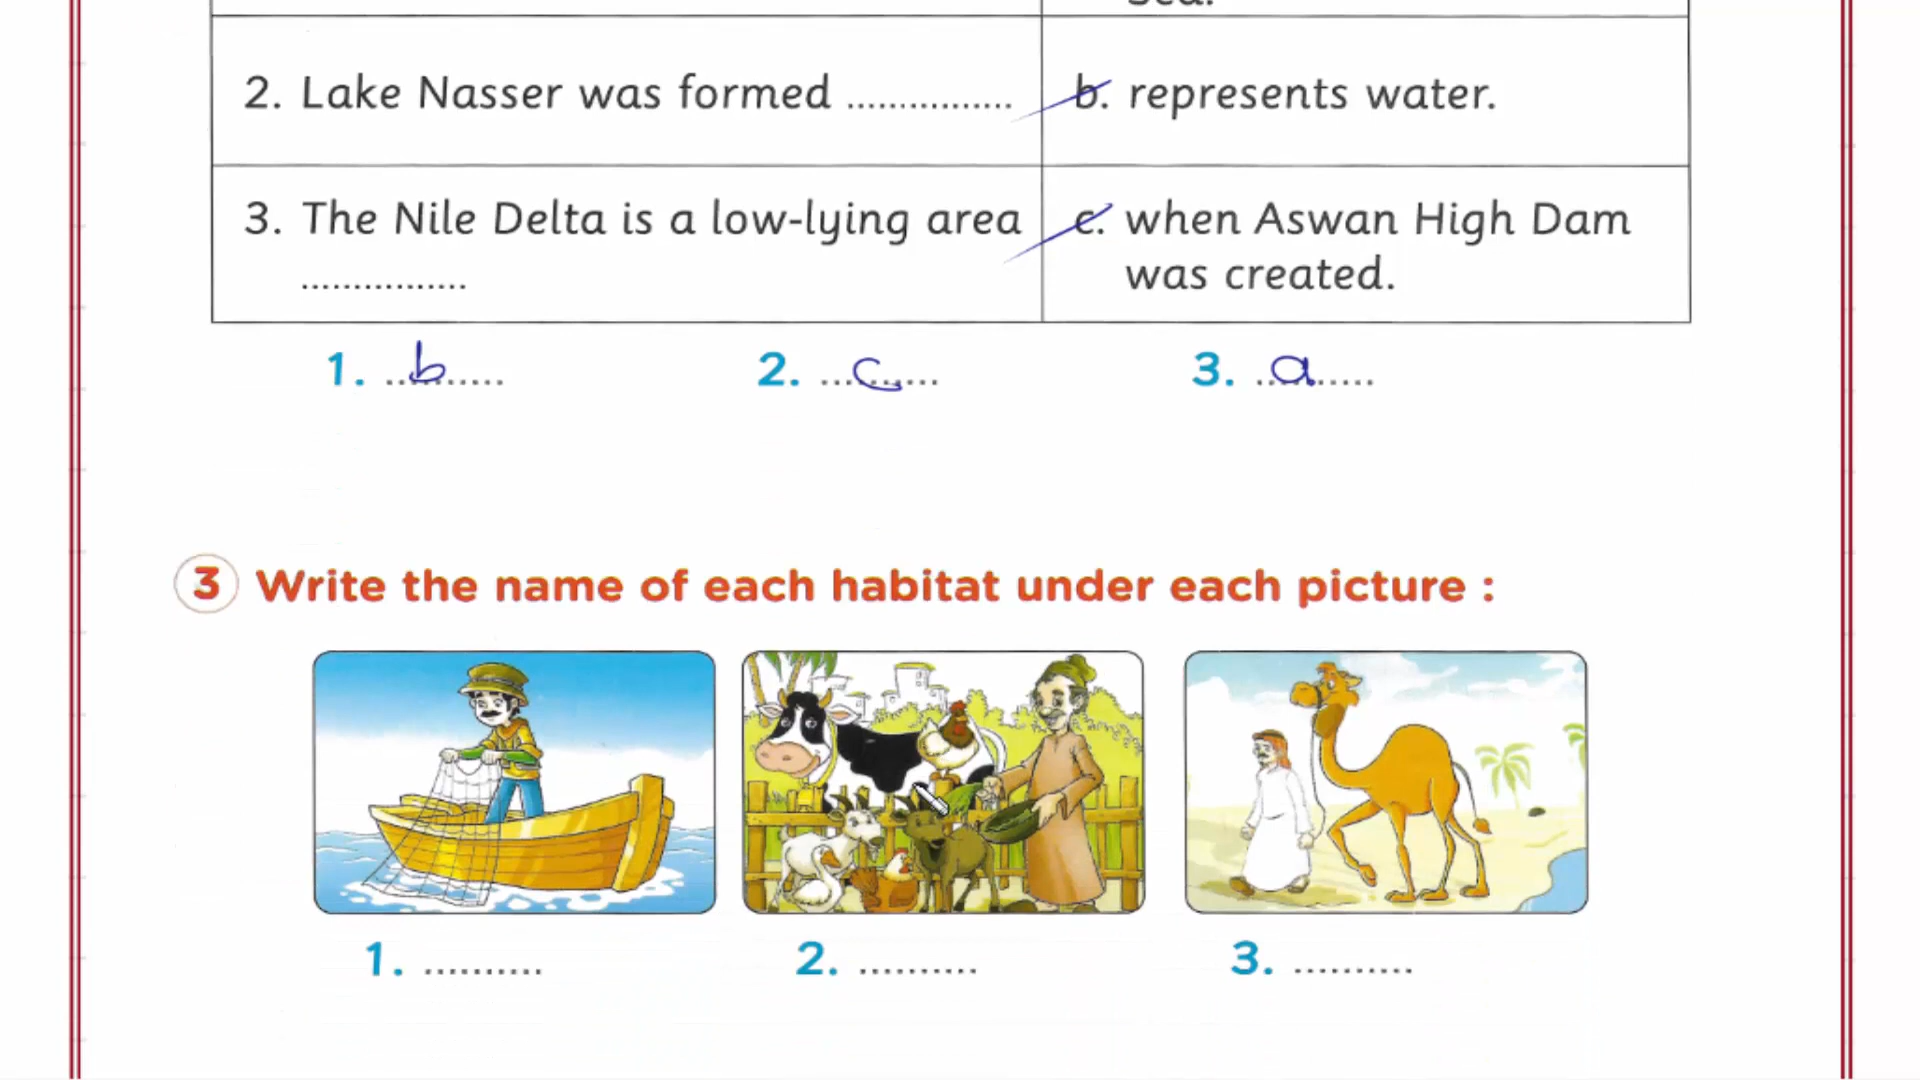 2. Lake Nasser was formed ................ b. represents water.
3. The Nile Delta is a low-lying area c. when Aswan High Dam
................ was created.
1. ...b....... 2. ...c....... 3. ...a.......
3 Write the name of each habitat under each picture :
1. .......... 2. .......... 3. ..........